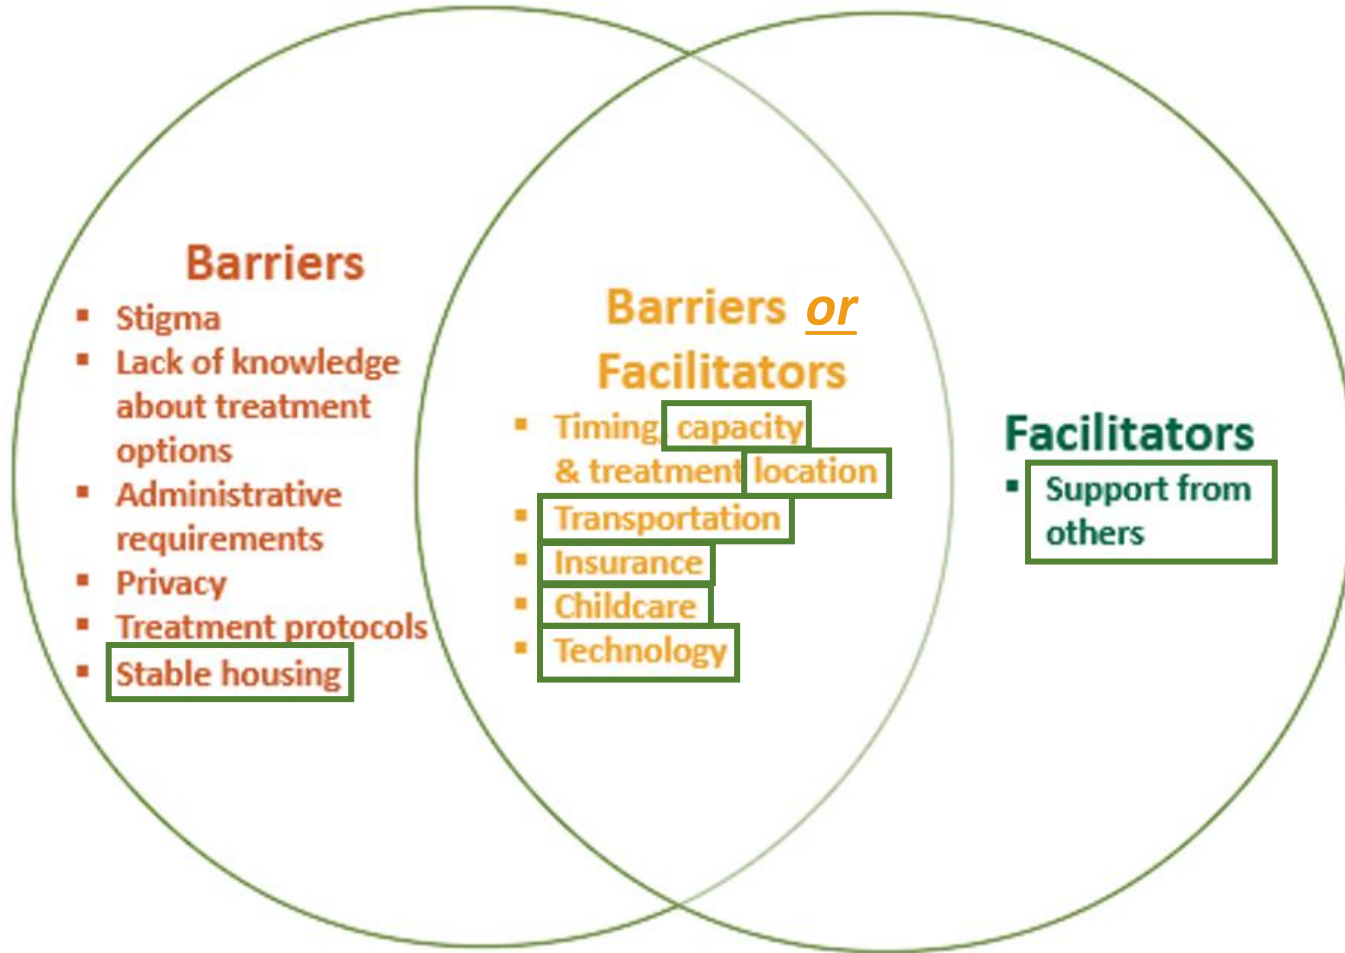 Barriers
▪ Stigma
▪ Lack of knowledge
about treatment
options
▪ Administrative
requirements
▪ Privacy
▪ Treatment protocols
▪ Stable housing
Barriers or
Facilitators
▪ Timing, capacity
& treatment location
▪ Transportation
▪ Insurance
▪ Childcare
▪ Technology
Facilitators
▪ Support from
others